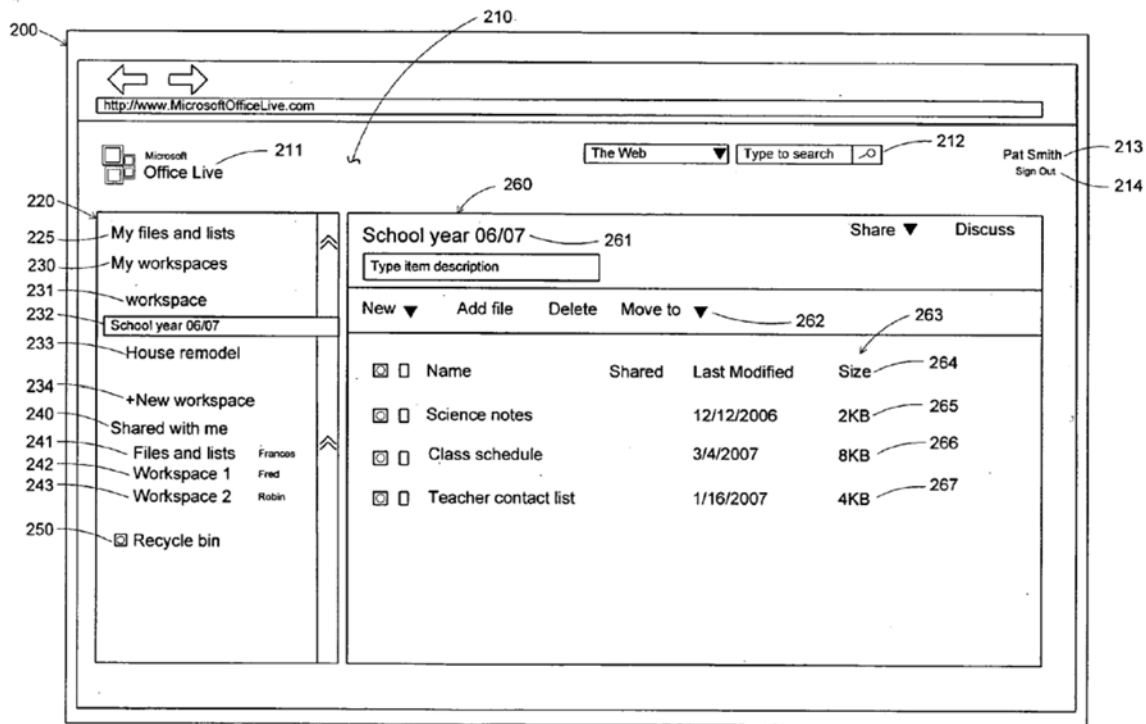 210
200
http://www.MicrosoftOfficeLive.com
Microsoft
Office Live
211
The Web
Type to search
212
Pat Smith
213
Sign Out
214
220
260
225
My files and lists
230
My workspaces
231
workspace
232
School year 06/07
233
House remodel
234
+New workspace
240
Shared with me
241
Files and lists Frances
242
Workspace 1 Fred
243
Workspace 2 Robin
250
Recycle bin
School year 06/07
261
Share Discuss
Type item description
New Add file Delete Move to
262
263
Name Shared Last Modified Size
264
Science notes 12/12/2006 2KB
265
Class schedule 3/4/2007 8KB
266
Teacher contact list 1/16/2007 4KB
267